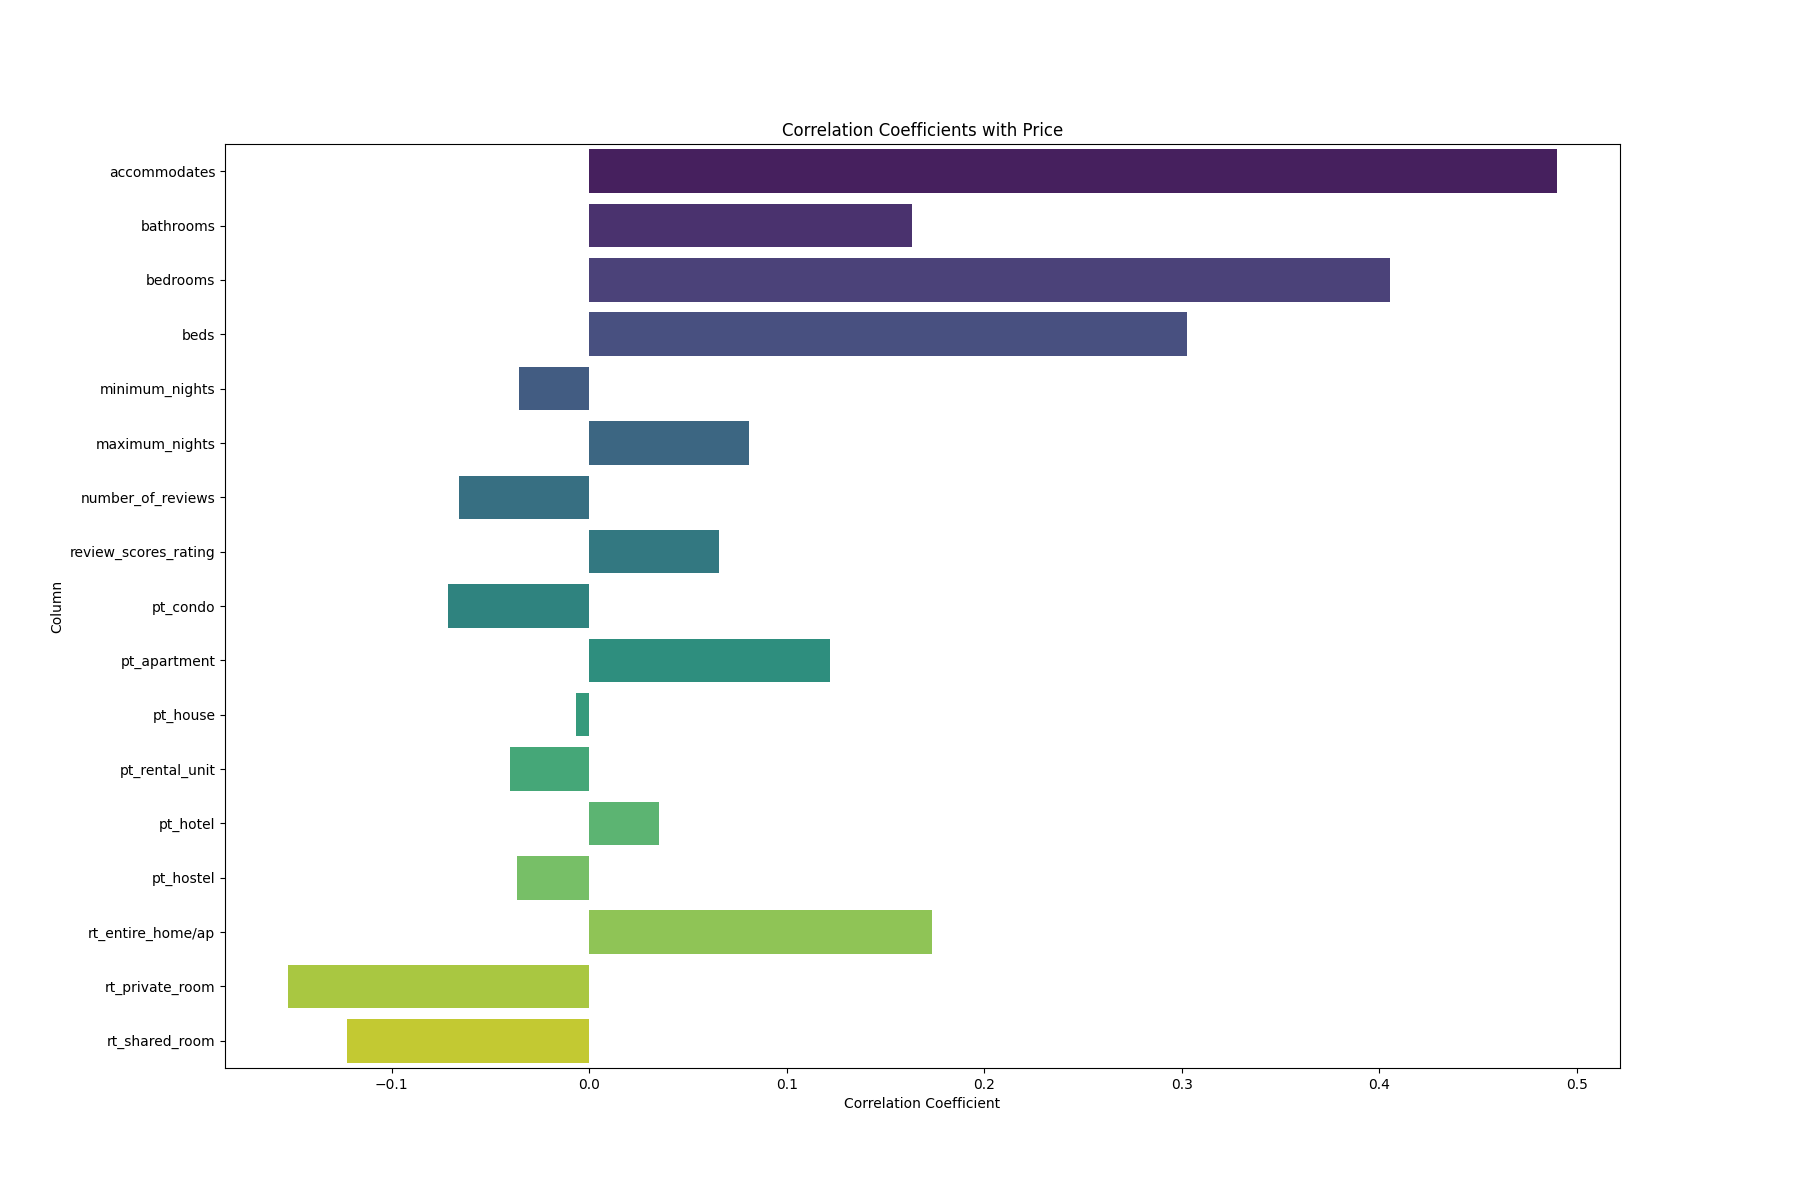 Correlation Coefficients with Price
accommodates
bathrooms
bedrooms
beds
minimum_nights
maximum_nights
number_of_reviews
review_scores_rating
pt_condo
pt_apartment
pt_house
pt_rental_unit
pt_hotel
pt_hostel
rt_entire_home/ap
rt_private_room
rt_shared_room
Column
−0.1 0.0 0.1 0.2 0.3 0.4 0.5
Correlation Coefficient